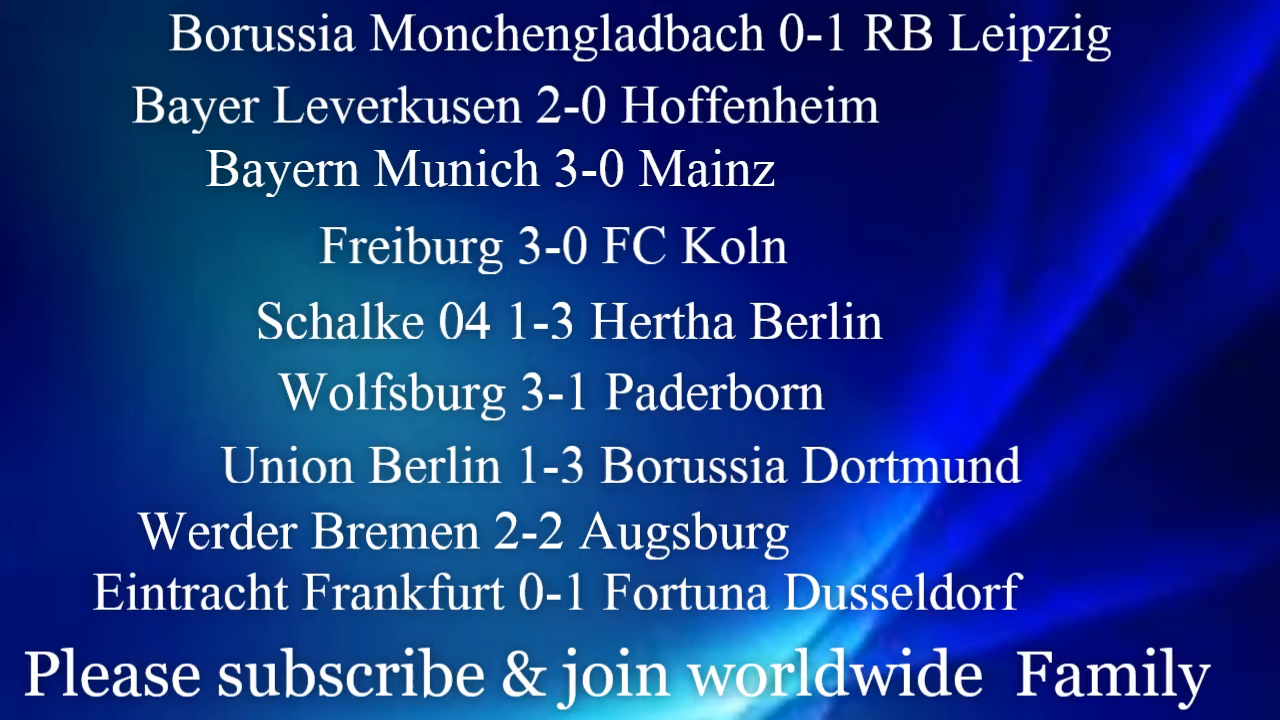 Borussia Monchengladbach 0-1 RB Leipzig
Bayer Leverkusen 2-0 Hoffenheim
Bayern Munich 3-0 Mainz
Freiburg 3-0 FC Koln
Schalke 04 1-3 Hertha Berlin
Wolfsburg 3-1 Paderborn
Union Berlin 1-3 Borussia Dortmund
Werder Bremen 2-2 Augsburg
Eintracht Frankfurt 0-1 Fortuna Dusseldorf
Please subscribe & join worldwide Family